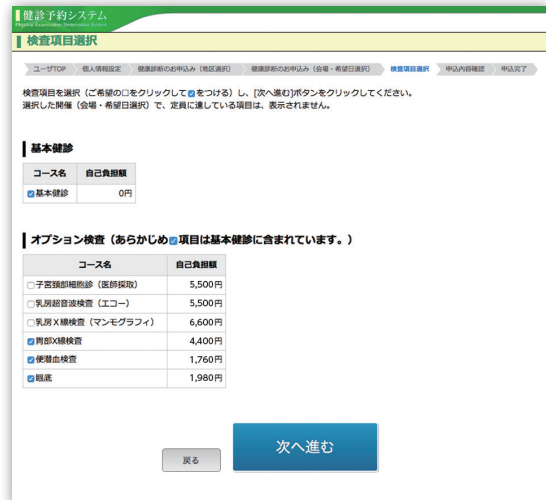 健診予約システム
Physical Examination Reservation System
検査項目選択
ユーザTOP 個人情報設定 健康診断のお申込み（地区選択） 健康診断のお申込み（会場・希望日選択） 検査項目選択 申込内容確認 申込完了
検査項目を選択（ご希望の□をクリックして☑をつける）し、[次へ進む]ボタンをクリックしてください。
選択した開催（会場・希望日選択）で、定員に達している項目は、表示されません。
基本健診
コース名 自己負担額
☑基本健診 0円
オプション検査（あらかじめ☑項目は基本健診に含まれています。）
コース名 自己負担額
□子宮頸部細胞診（医師採取） 5,500円
□乳房超音波検査（エコー） 5,500円
□乳房Ｘ線検査（マンモグラフィ） 6,600円
☑胃部X線検査 4,400円
☑便潜血検査 1,760円
☑眼底 1,980円
戻る 次へ進む